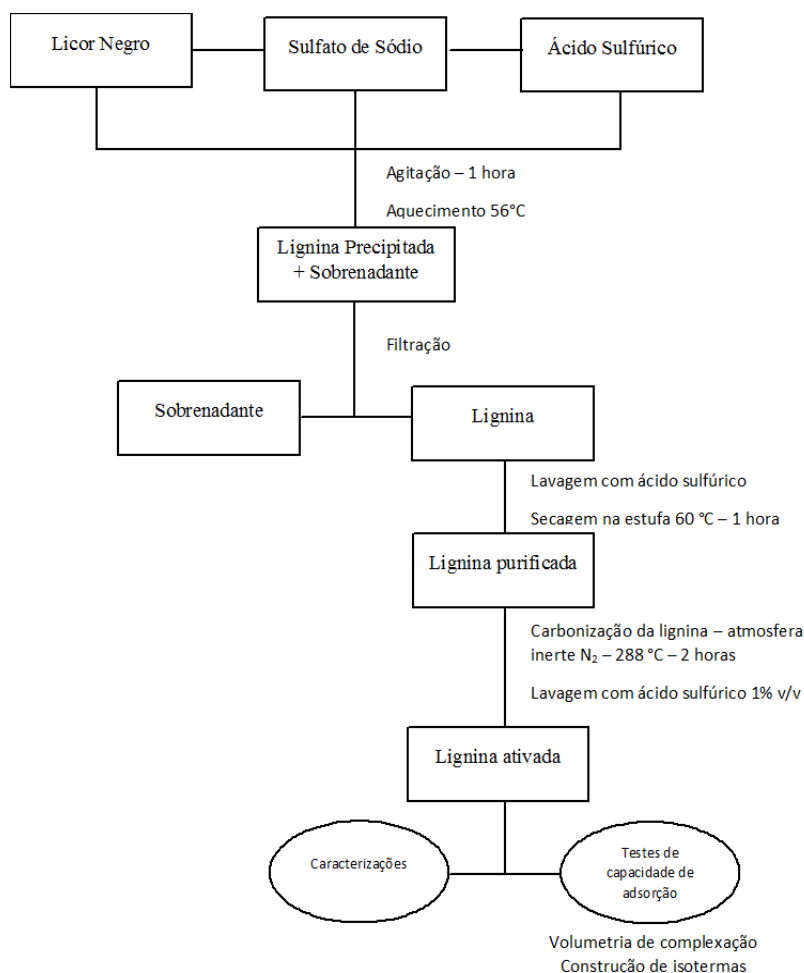 Licor Negro
Sulfato de Sódio
Ácido Sulfúrico
Agitação – 1 hora
Aquecimento 56°C
Lignina Precipitada
+ Sobrenadante
Filtração
Sobrenadante
Lignina
Lavagem com ácido sulfúrico
Secagem na estufa 60 °C – 1 hora
Lignina purificada
Carbonização da lignina – atmosfera
inerte N₂ – 288 °C – 2 horas
Lavagem com ácido sulfúrico 1% v/v
Lignina ativada
Caracterizações
Testes de
capacidade de
adsorção
Volumetria de complexação
Construção de isotermas